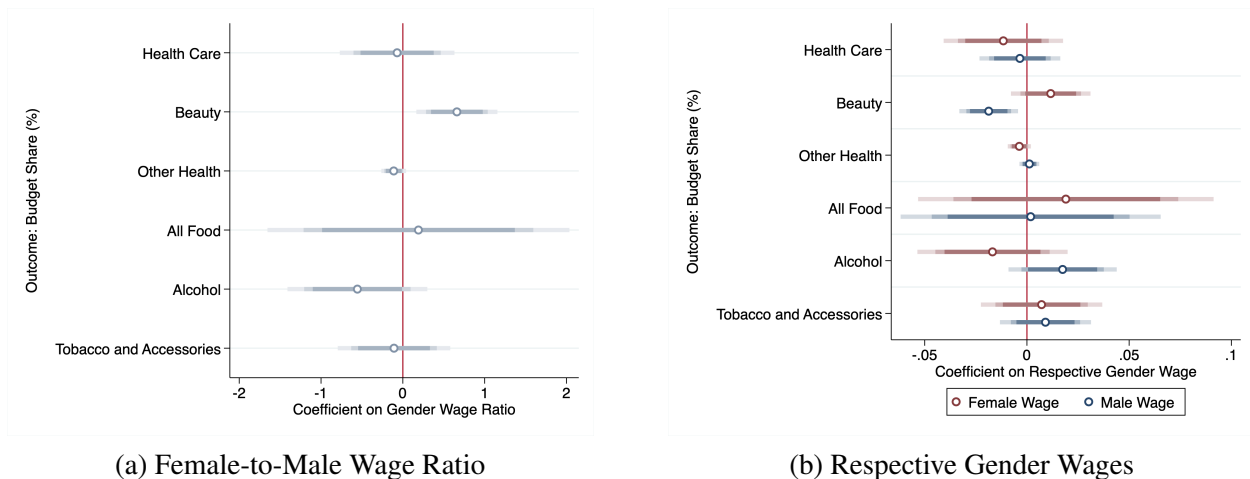 Outcome: Budget Share (%)
Health Care
Beauty
Other Health
All Food
Alcohol
Tobacco and Accessories
-2 -1 0 1 2
Coefficient on Gender Wage Ratio
(a) Female-to-Male Wage Ratio
Outcome: Budget Share (%)
Health Care
Beauty
Other Health
All Food
Alcohol
Tobacco and Accessories
-.05 0 .05 .1
Coefficient on Respective Gender Wage
Female Wage Male Wage
(b) Respective Gender Wages